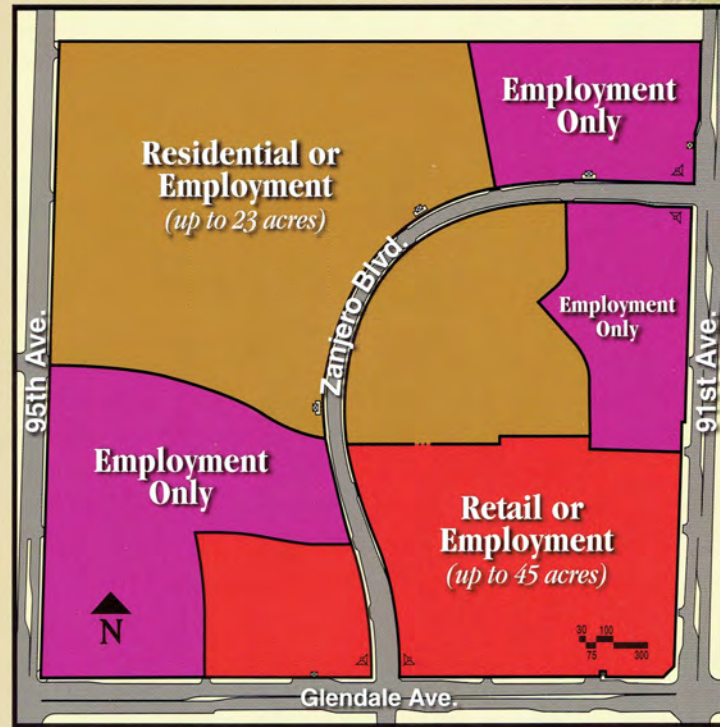 Employment
Only
Residential or
Employment
(up to 23 acres)
Zanjero Blvd.
Employment
Only
95th Ave.
91st Ave.
Employment
Only
Retail or
Employment
(up to 45 acres)
N
30 100
75 300
Glendale Ave.